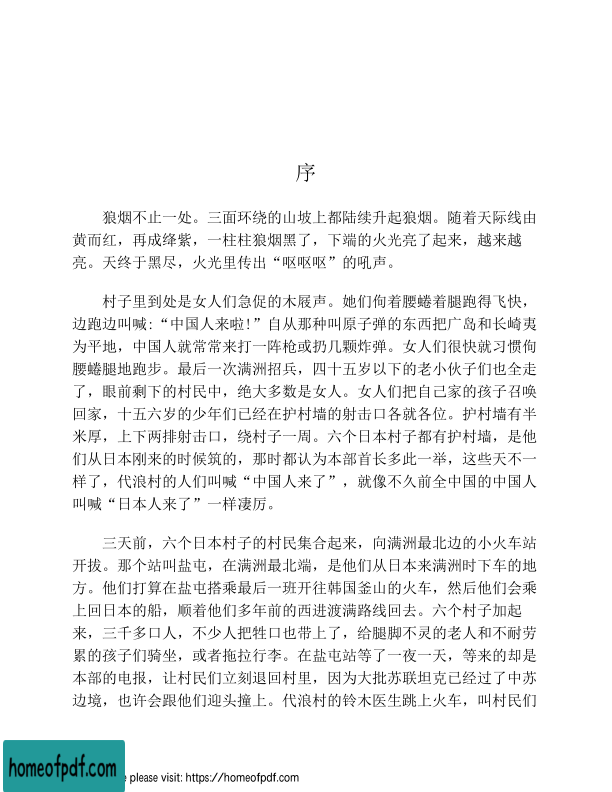 序
狼烟不止一处。三面环绕的山坡上都陆续升起狼烟。随着天际线由
黄而红，再成绛紫，一柱柱狼烟黑了，下端的火光亮了起来，越来越
亮。天终于黑尽，火光里传出“呕呕呕”的吼声。
村子里到处是女人们急促的木屐声。她们佝着腰蜷着腿跑得飞快，
边跑边叫喊:“中国人来啦!”自从那种叫原子弹的东西把广岛和长崎夷
为平地，中国人就常常来打一阵枪或扔几颗炸弹。女人们很快就习惯佝
腰蜷腿地跑步。最后一次满洲招兵，四十五岁以下的老小伙子们也全走
了，眼前剩下的村民中，绝大多数是女人。女人们把自己家的孩子召唤
回家，十五六岁的少年们已经在护村墙的射击口各就各位。护村墙有半
米厚，上下两排射击口，绕村子一周。六个日本村子都有护村墙，是他
们从日本刚来的时候筑的，那时都认为本部首长多此一举，这些天不一
样了，代浪村的人们叫喊“中国人来了”，就像不久前全中国的中国人
叫喊“日本人来了”一样凄厉。
三天前，六个日本村子的村民集合起来，向满洲最北边的小火车站
开拔。那个站叫盐屯，在满洲最北端，是他们从日本来满洲时下车的地
方。他们打算在盐屯搭乘最后一班开往韩国釜山的火车，然后他们会乘
上回日本的船，顺着他们多年前的西进渡满路线回去。六个村子加起
来，三千多口人，不少人把牲口也带上了，给腿脚不灵的老人和不耐劳
累的孩子们骑坐，或者拖拉行李。在盐屯站等了一夜一天，等来的却是
本部的电报，让村民们立刻退回村里，因为大批苏联坦克已经过了中苏
边境，也许会跟他们迎头撞上。代浪村的铃木医生跳上火车，叫村民们
homeofpdf.com
please visit: https://homeofpdf.com